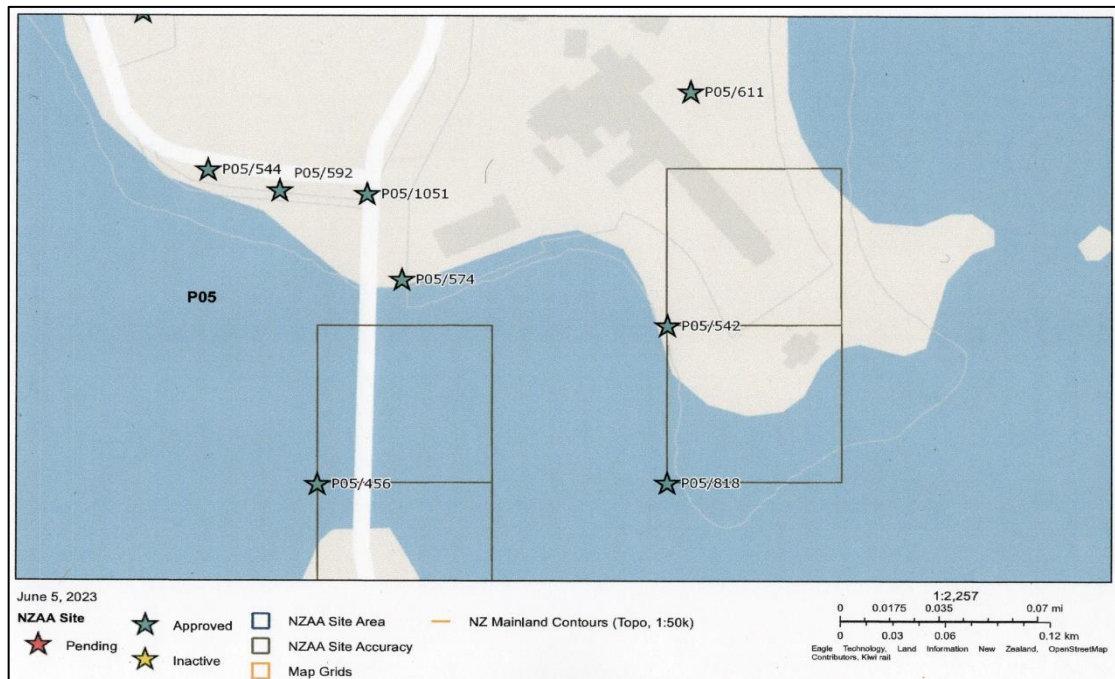 P05/611
P05/544
P05/592
P05/1051
P05/574
P05
P05/542
P05/456
P05/818
June 5, 2023
NZAA Site
Pending
Approved
Inactive
NZAA Site Area
NZAA Site Accuracy
Map Grids
NZ Mainland Contours (Topo, 1:50k)
1:2,257
0 0.0175 0.035 0.07 mi
0 0.03 0.06 0.12 km
Eagle Technology, Land Information New Zealand, OpenStreetMap
Contributors, Kiwi rail